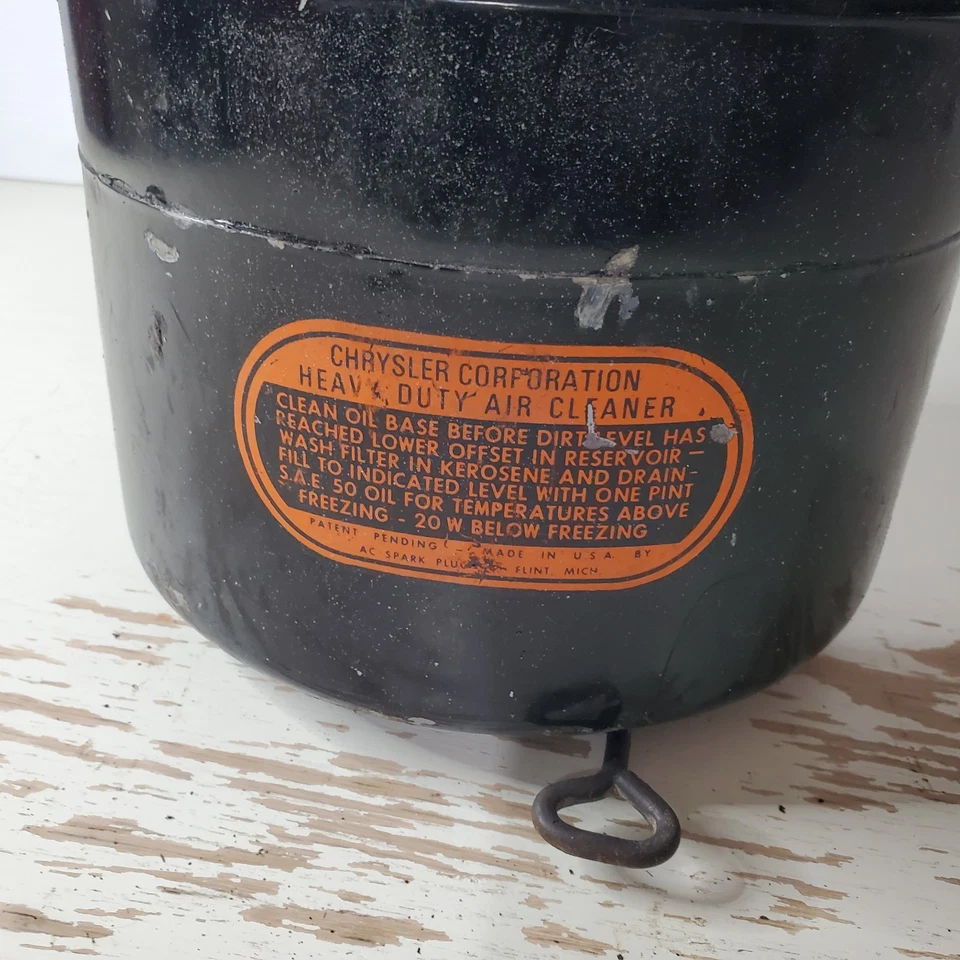 CHRYSLER CORPORATION
HEAVY DUTY AIR CLEANER
CLEAN OIL BASE BEFORE DIRT LEVEL HAS
REACHED LOWER OFFSET IN RESERVOIR —
WASH FILTER IN KEROSENE AND DRAIN -
FILL TO INDICATED LEVEL WITH ONE PINT
S.A.E. 50 OIL FOR TEMPERATURES ABOVE
FREEZING - 20 W. BELOW FREEZING
PATENT PENDING - MADE IN U.S.A. BY
AC SPARK PLUG FLINT MICH